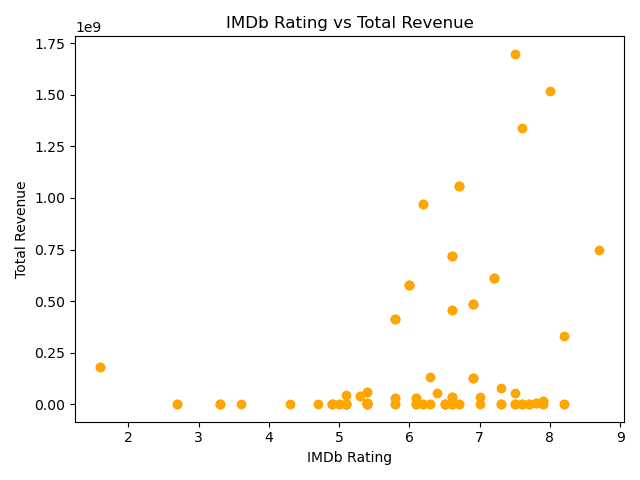 IMDb Rating vs Total Revenue
1e9
1.75
1.50
1.25
1.00
0.75
0.50
0.25
0.00
Total Revenue
2 3 4 5 6 7 8 9
IMDb Rating